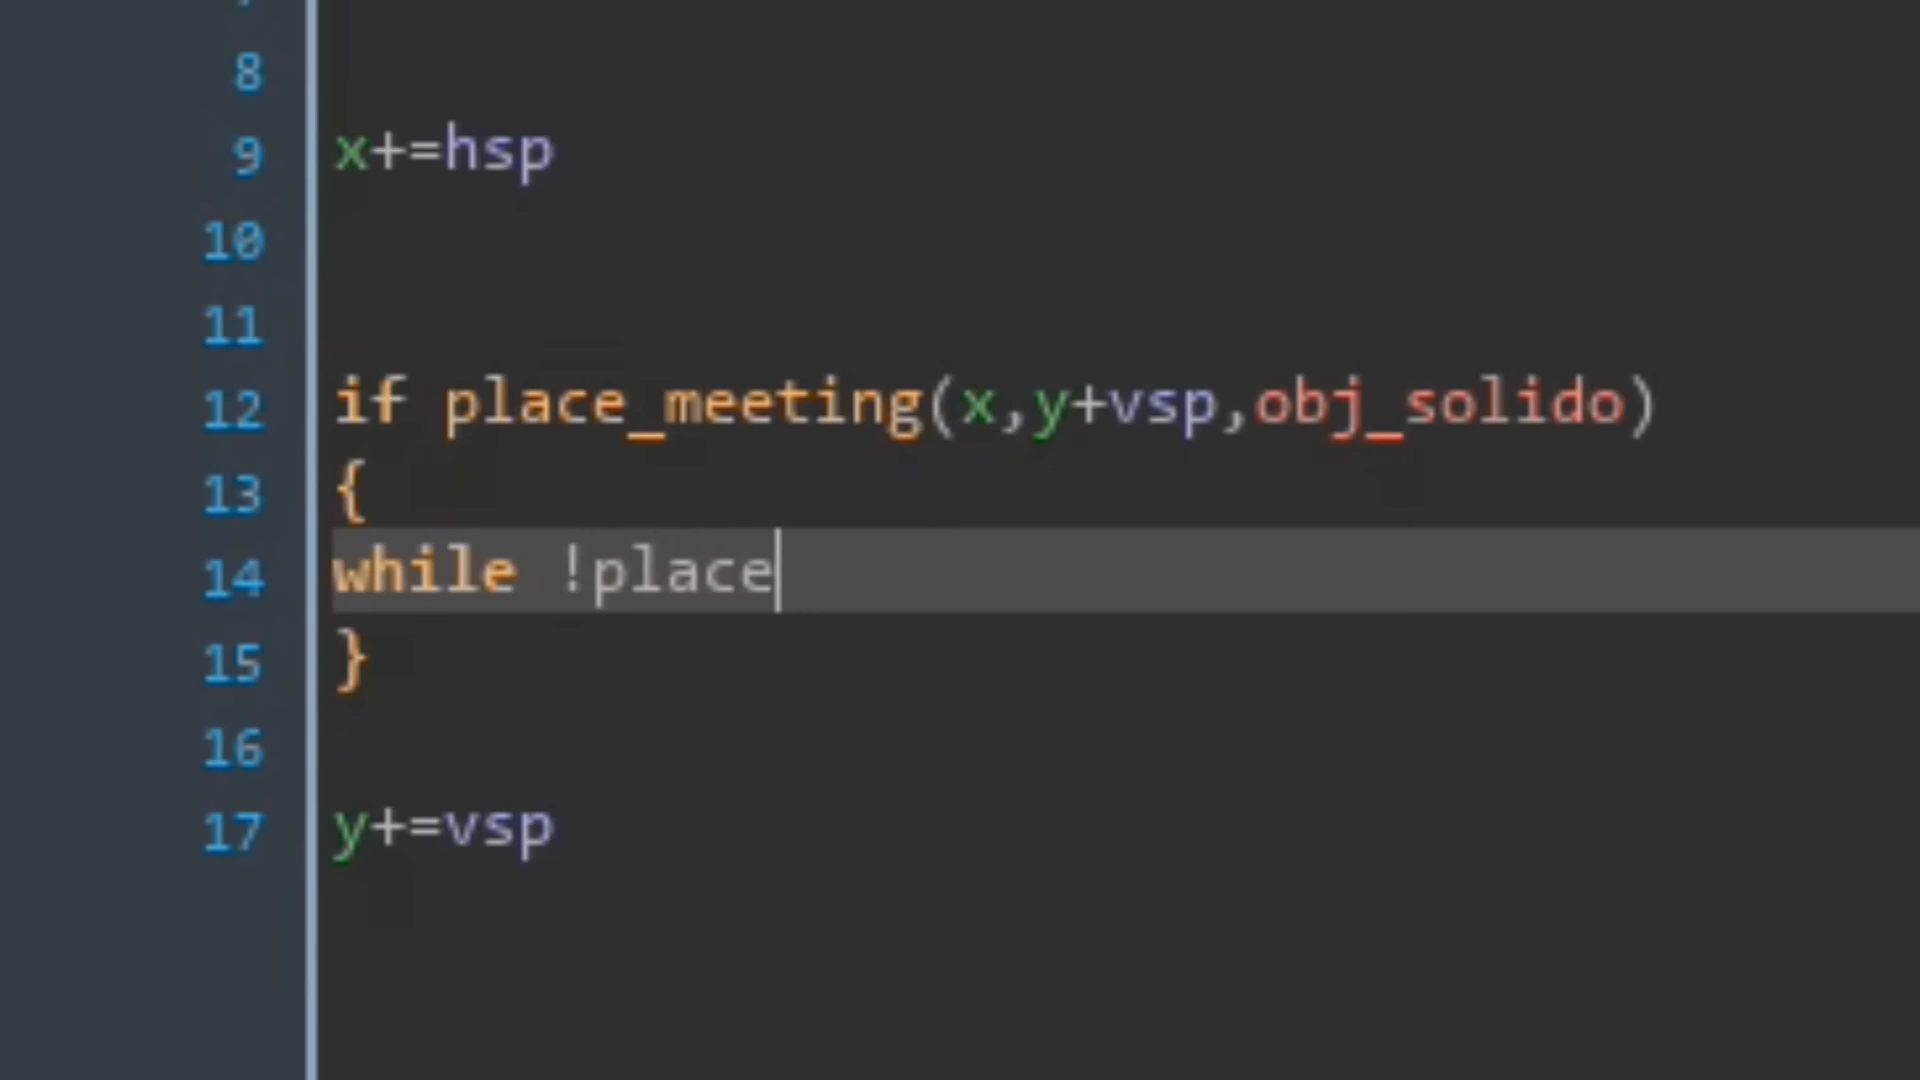 8
9 x+=hsp
10
11
12 if place_meeting(x,y+vsp,obj_solido)
13 {
14 while !place
15 }
16
17 y+=vsp